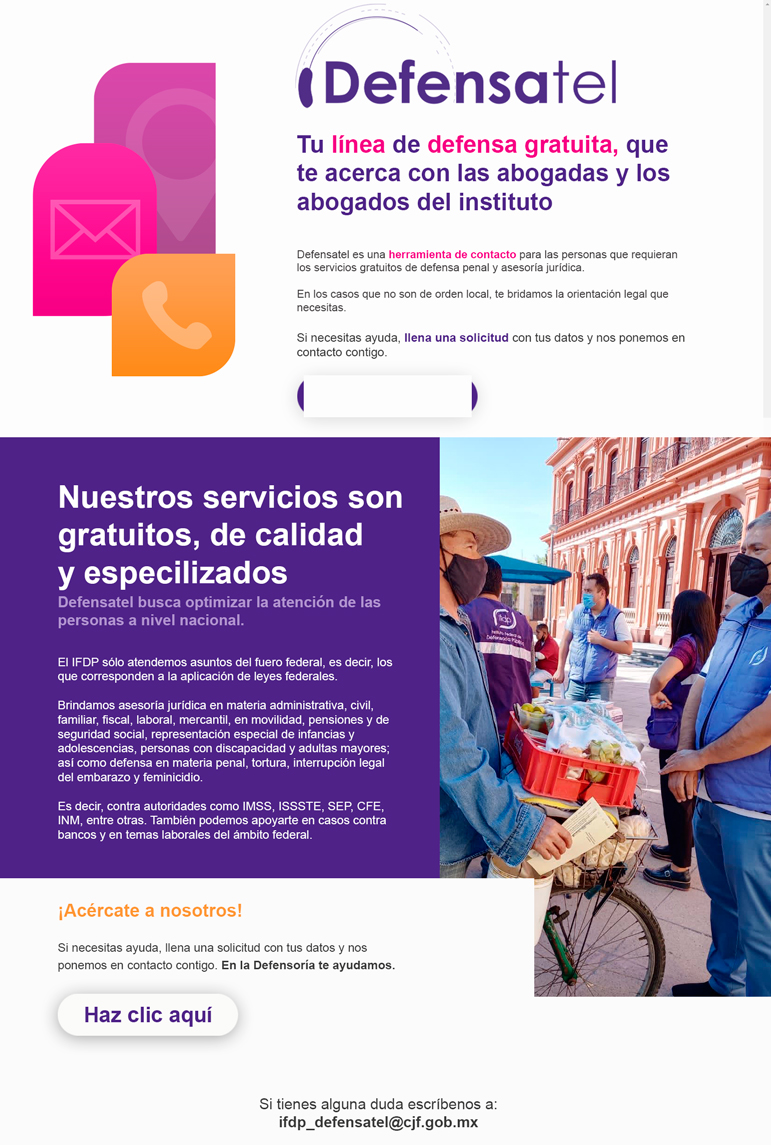 Defensatel
Tu línea de defensa gratuita, que
te acerca con las abogadas y los
abogados del instituto
Defensatel es una herramienta de contacto para las personas que requieran
los servicios gratuitos de defensa penal y asesoría jurídica.
En los casos que no son de orden local, te bridamos la orientación legal que
necesitas.
Si necesitas ayuda, llena una solicitud con tus datos y nos ponemos en
contacto contigo.
Nuestros servicios son
gratuitos, de calidad
y especilizados
Defensatel busca optimizar la atención de las
personas a nivel nacional.
El IFDP sólo atendemos asuntos del fuero federal, es decir, los
que corresponden a la aplicación de leyes federales.
Brindamos asesoría jurídica en materia administrativa, civil,
familiar, fiscal, laboral, mercantil, en movilidad, pensiones y de
seguridad social, representación especial de infancias y
adolescencias, personas con discapacidad y adultas mayores;
así como defensa en materia penal, tortura, interrupción legal
del embarazo y feminicidio.
Es decir, contra autoridades como IMSS, ISSSTE, SEP, CFE,
INM, entre otras. También podemos apoyarte en casos contra
bancos y en temas laborales del ámbito federal.
ifdp
Instituto Federal de
Defensoría Pública
¡Acércate a nosotros!
Si necesitas ayuda, llena una solicitud con tus datos y nos
ponemos en contacto contigo. En la Defensoría te ayudamos.
Haz clic aquí
Si tienes alguna duda escríbenos a:
ifdp_defensatel@cjf.gob.mx